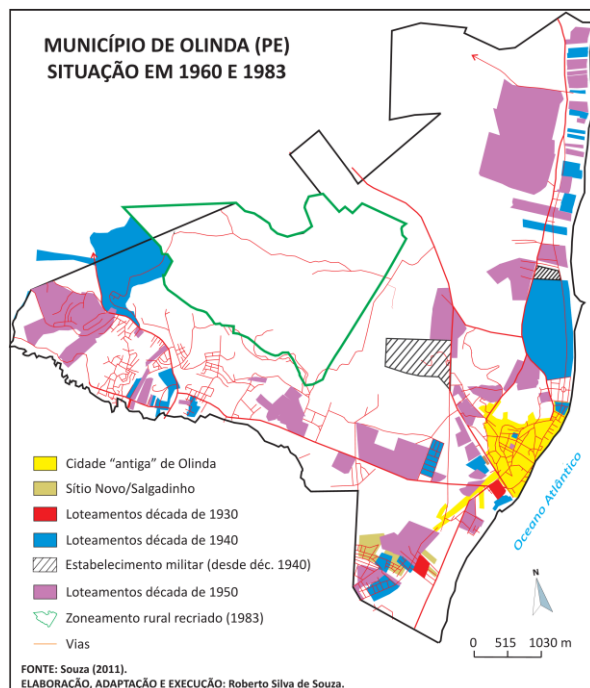 MUNICÍPIO DE OLINDA (PE)
SITUAÇÃO EM 1960 E 1983
Cidade “antiga” de Olinda
Sítio Novo/Salgadinho
Loteamentos década de 1930
Loteamentos década de 1940
Estabelecimento militar (desde déc. 1940)
Loteamentos década de 1950
Zoneamento rural recriado (1983)
Vias
Oceano Atlântico
N
0 515 1030 m
FONTE: Souza (2011).
ELABORAÇÃO, ADAPTAÇÃO E EXECUÇÃO: Roberto Silva de Souza.